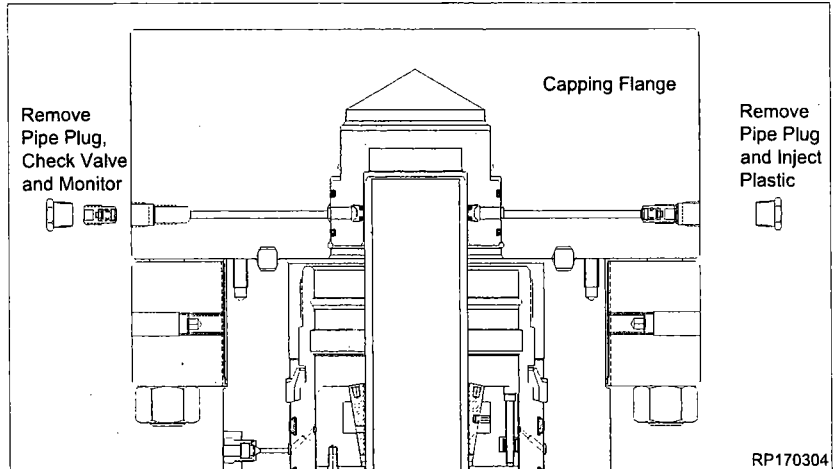 Capping Flange
Remove
Pipe Plug,
Check Valve
and Monitor
Remove
Pipe Plug
and Inject
Plastic
RP170304